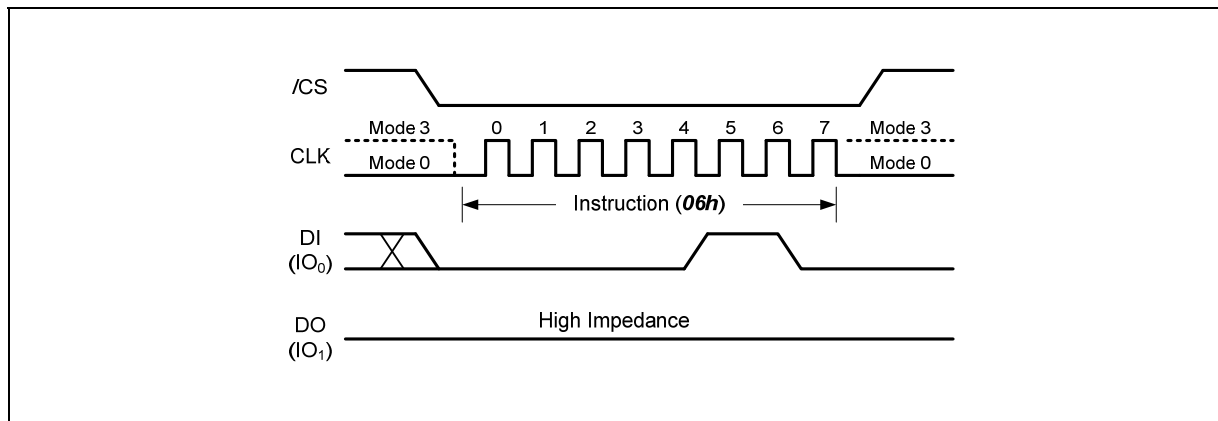 /CS
Mode 3 0 1 2 3 4 5 6 7 Mode 3
CLK
Mode 0 Mode 0
Instruction (06h)
DI
(IO₀)
High Impedance
DO
(IO₁)